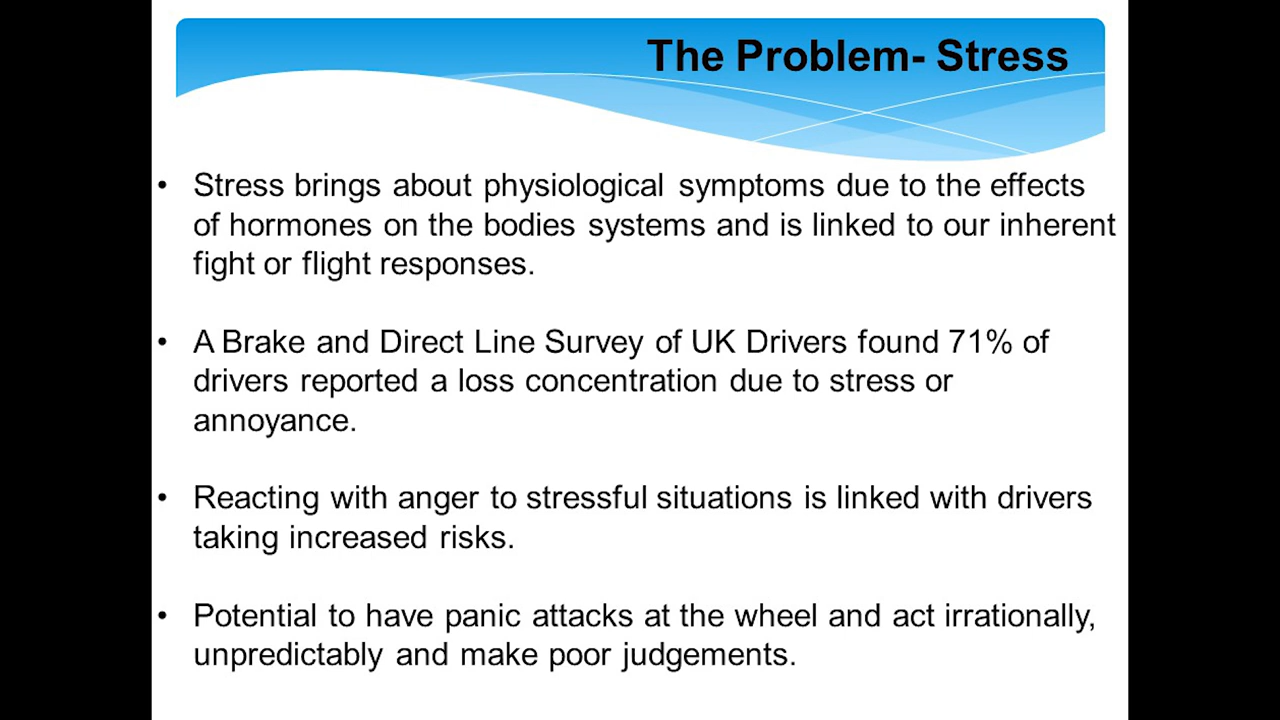 The Problem- Stress
• Stress brings about physiological symptoms due to the effects
of hormones on the bodies systems and is linked to our inherent
fight or flight responses.
• A Brake and Direct Line Survey of UK Drivers found 71% of
drivers reported a loss concentration due to stress or
annoyance.
• Reacting with anger to stressful situations is linked with drivers
taking increased risks.
• Potential to have panic attacks at the wheel and act irrationally,
unpredictably and make poor judgements.